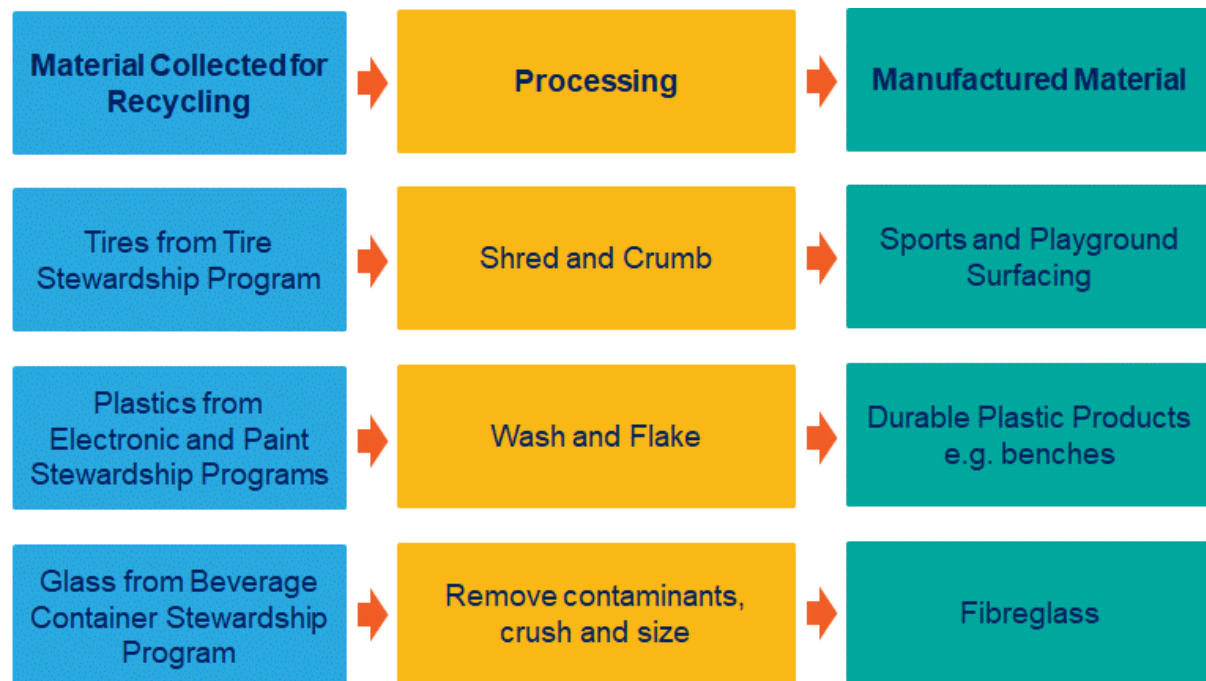 Material Collected for
Recycling
Processing
Manufactured Material
Tires from Tire
Stewardship Program
Shred and Crumb
Sports and Playground
Surfacing
Plastics from
Electronic and Paint
Stewardship Programs
Wash and Flake
Durable Plastic Products
e.g. benches
Glass from Beverage
Container Stewardship
Program
Remove contaminants,
crush and size
Fibreglass